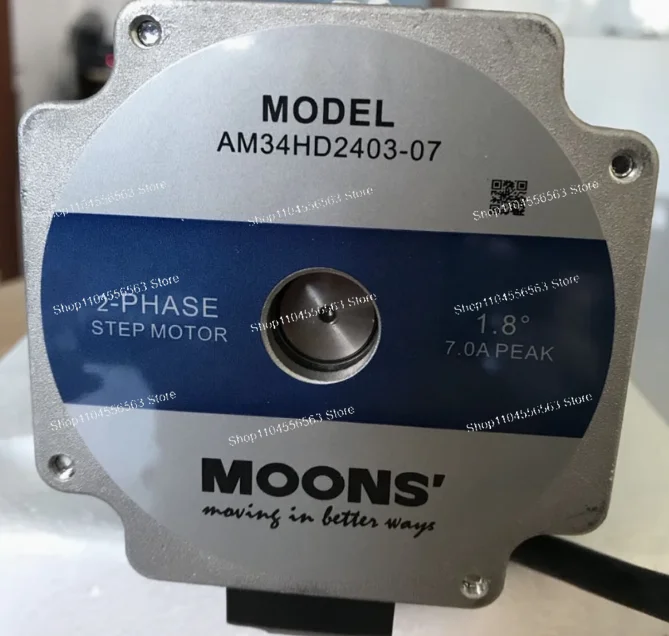 MODEL
AM34HD2403-07
Shop1104556563 Store
Shop1104556563 Store
Shop1104556563 Store
2-PHASE
STEP MOTOR
Shop1104556563 Store
Shop1104556563 Store
Shop1104556563 Store
1.8°
7.0A PEAK
Shop1104556563 Store
Shop1104556563 Store
Shop1104556563 Store
MOONS'
moving in better ways